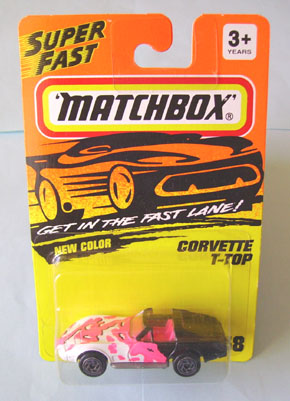 SUPER
FAST
3+
YEARS
'MATCHBOX'®
GET IN THE FAST LANE!
NEW COLOR
CORVETTE
T-TOP
8